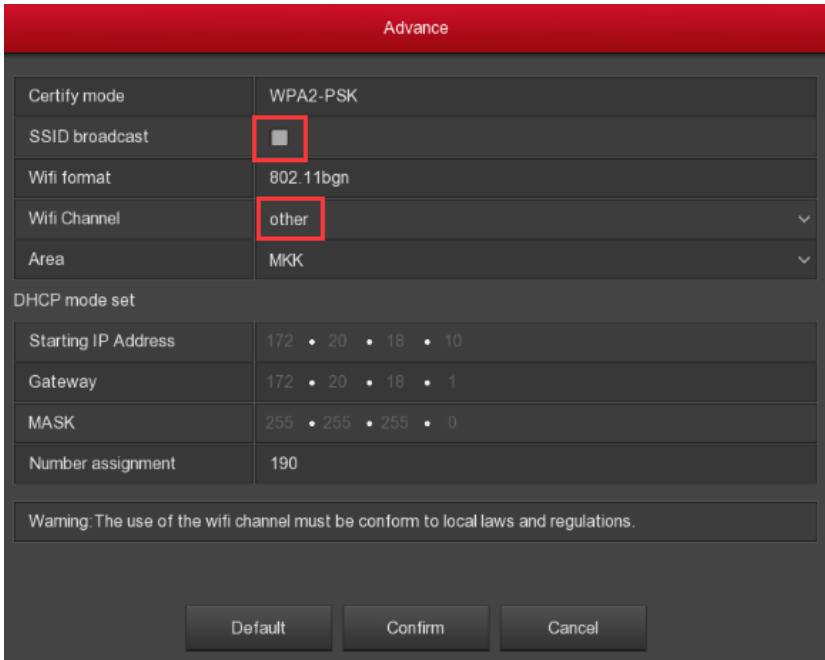 Advance
Certify mode WPA2-PSK
SSID broadcast
Wifi format 802.11bgn
Wifi Channel other
Area MKK
DHCP mode set
Starting IP Address 172 • 20 • 18 • 10
Gateway 172 • 20 • 18 • 1
MASK 255 • 255 • 255 • 0
Number assignment 190
Warning:The use of the wifi channel must be conform to local laws and regulations.
Default Confirm Cancel